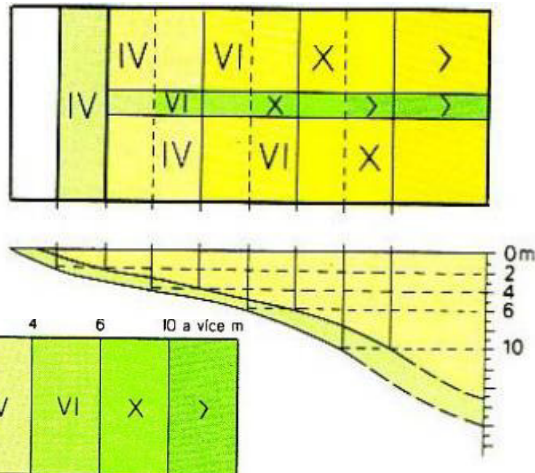 IV VI X >
IV VI X > >
IV VI X
0m
2
4
6
10
4 6 10 a více m
VI X >